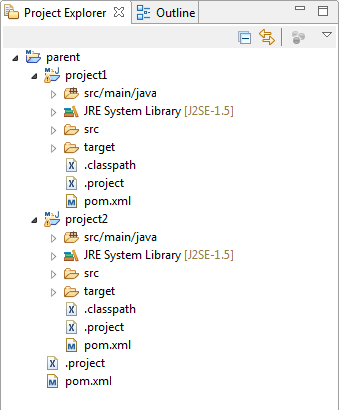 Project Explorer Outline
parent
project1
src/main/java
JRE System Library [J2SE-1.5]
src
target
.classpath
.project
pom.xml
project2
src/main/java
JRE System Library [J2SE-1.5]
src
target
.classpath
.project
pom.xml
.project
pom.xml